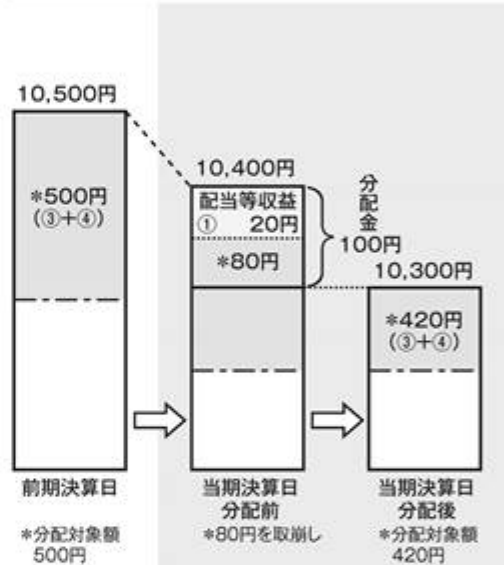 10,500円
*500円
(③+④)
前期決算日
*分配対象額
500円
10,400円
配当等収益
① 20円
*80円
分配金
100円
当期決算日
分配前
*80円を取崩し
10,300円
*420円
(③+④)
当期決算日
分配後
*分配対象額
420円